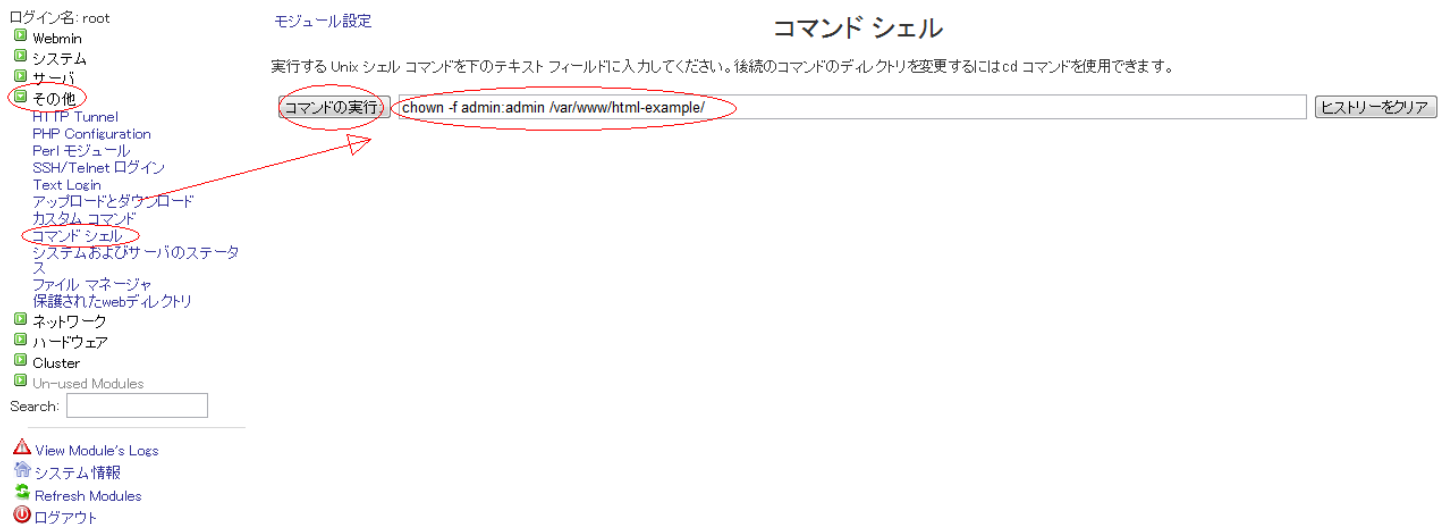 ログイン名: root
Webmin
システム
サーバ
その他
HTTP Tunnel
PHP Configuration
Perl モジュール
SSH/Telnet ログイン
Text Login
アップロードとダウンロード
カスタム コマンド
コマンド シェル
システムおよびサーバのステータ
ス
ファイル マネージャ
保護されたwebディレクトリ
ネットワーク
ハードウェア
Cluster
Un-used Modules
Search:
View Module's Logs
システム情報
Refresh Modules
ログアウト
モジュール設定
コマンド シェル
実行する Unix シェル コマンドを下のテキスト フィールドに入力してください。後続のコマンドのディレクトリを変更するにはcd コマンドを使用できます。
コマンドの実行: chown -f admin:admin /var/www/html-example/ ヒストリーをクリア